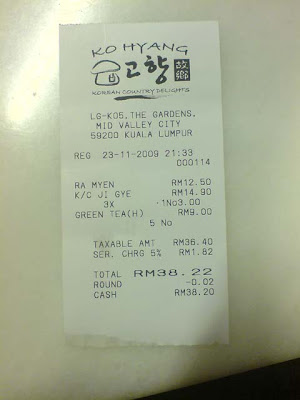 KO HYANG
고향 故鄕
KOREAN COUNTRY DELIGHTS
LG-K05,THE GARDENS,
MID VALLEY CITY
59200 KUALA LUMPUR
REG 23-11-2009 21:33
000114
RA MYEN RM12.50
K/C JI GYE RM14.90
3X ·1No3.00
GREEN TEA(H) RM9.00
5 No
TAXABLE AMT RM36.40
SER. CHRG 5% RM1.82
TOTAL RM38.22
ROUND -0.02
CASH RM38.20